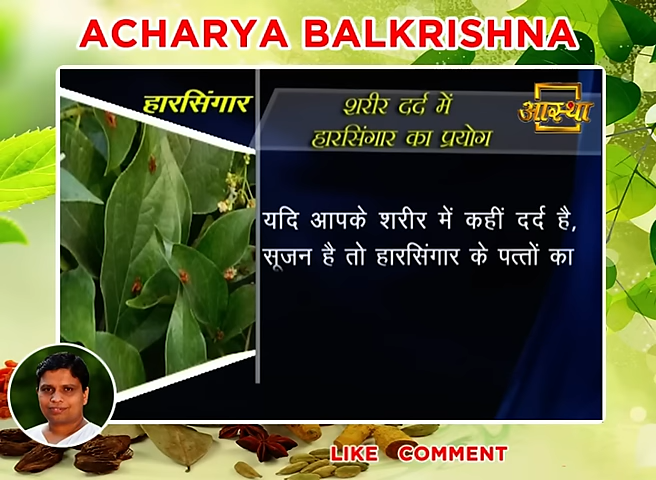 ACHARYA BALKRISHNA
हारसिंगार
शरीर दर्द में
हारसिंगार का प्रयोग
आस्था
यदि आपके शरीर में कहीं दर्द है,
सूजन है तो हारसिंगार के पत्तों का
LIKE COMMENT